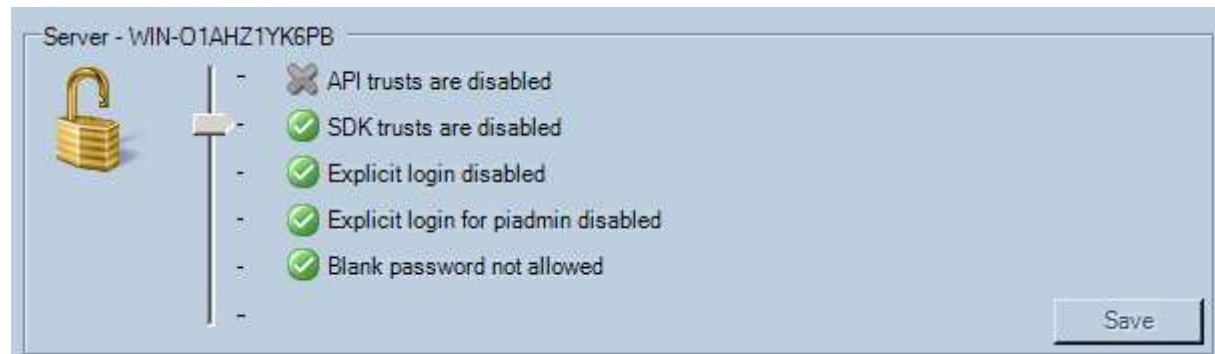 Server - WIN-O1AHZ1YK6PB
API trusts are disabled
SDK trusts are disabled
Explicit login disabled
Explicit login for piadmin disabled
Blank password not allowed
Save